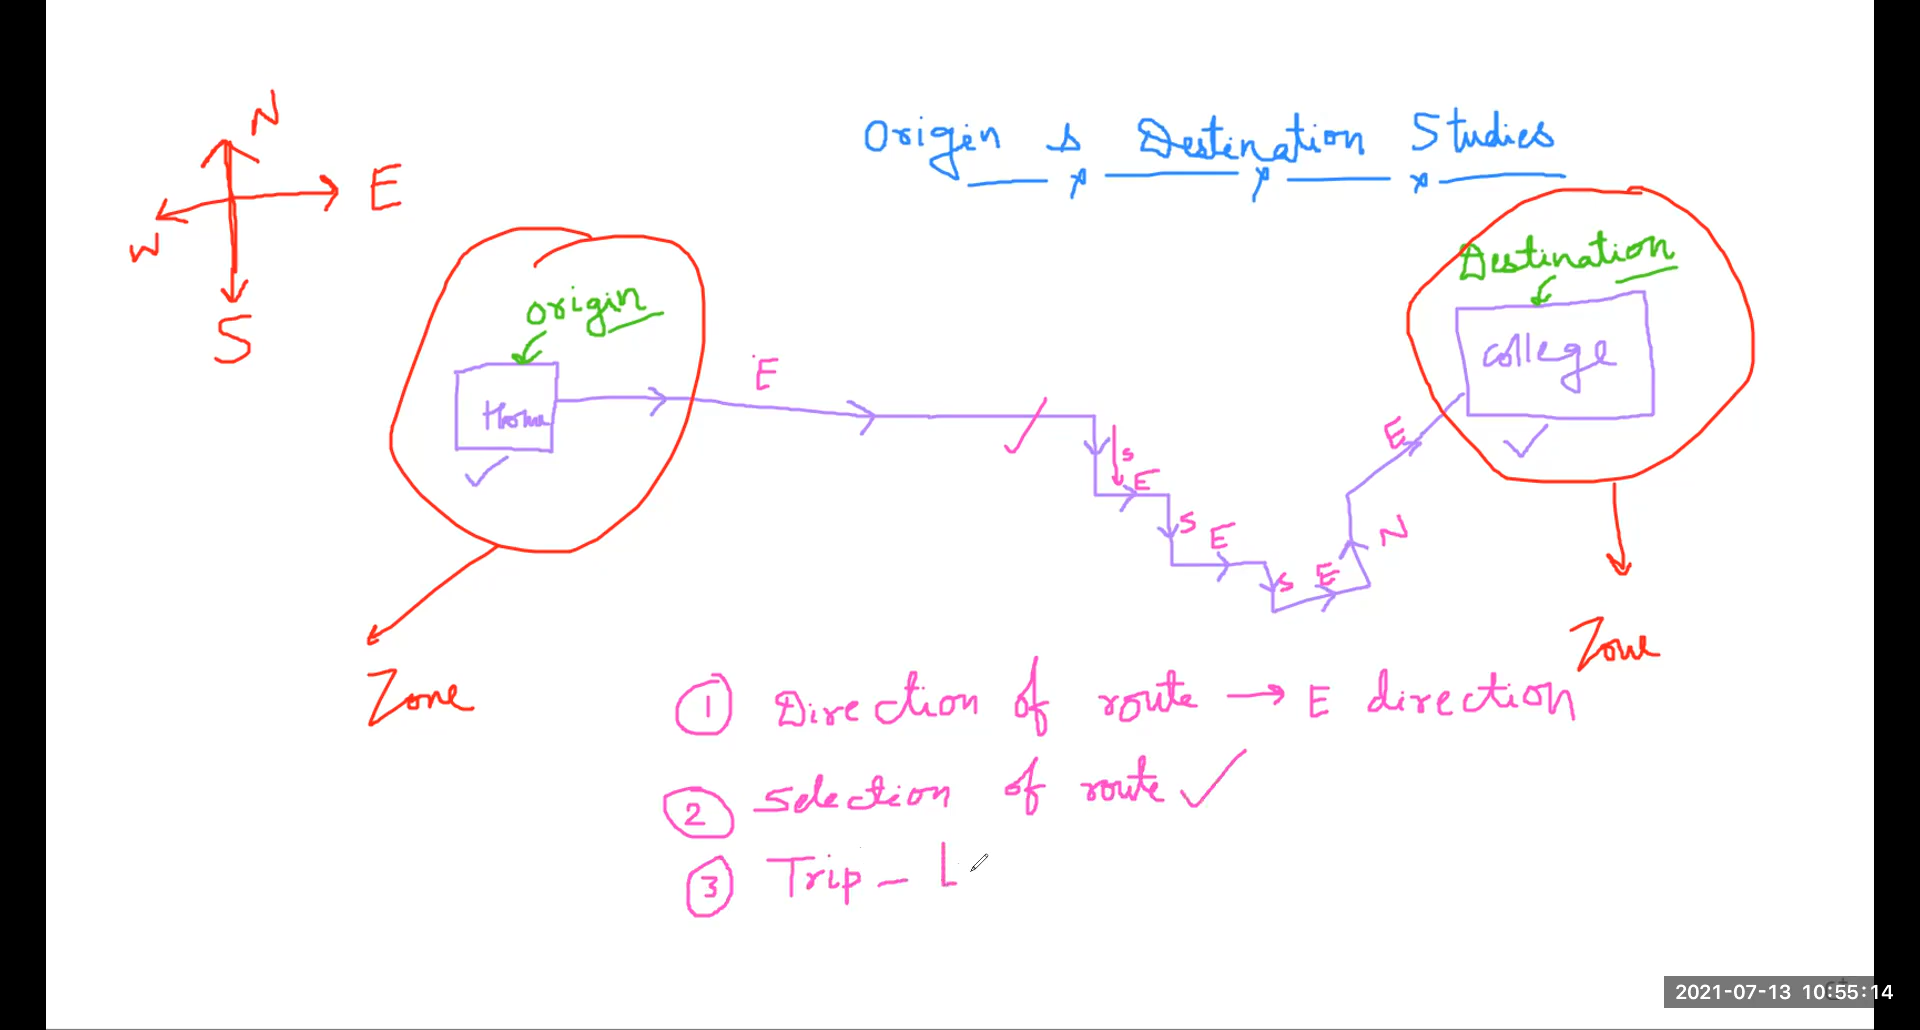 N
E
W
S
Origin & Destination Studies
Destination
origin
College
Home
E
E
S
E
S
E
N
S
E
Zone
Zone
1 Direction of route → E direction
2 Selection of route ✓
3 Trip - L
2021-07-13 10:55:14